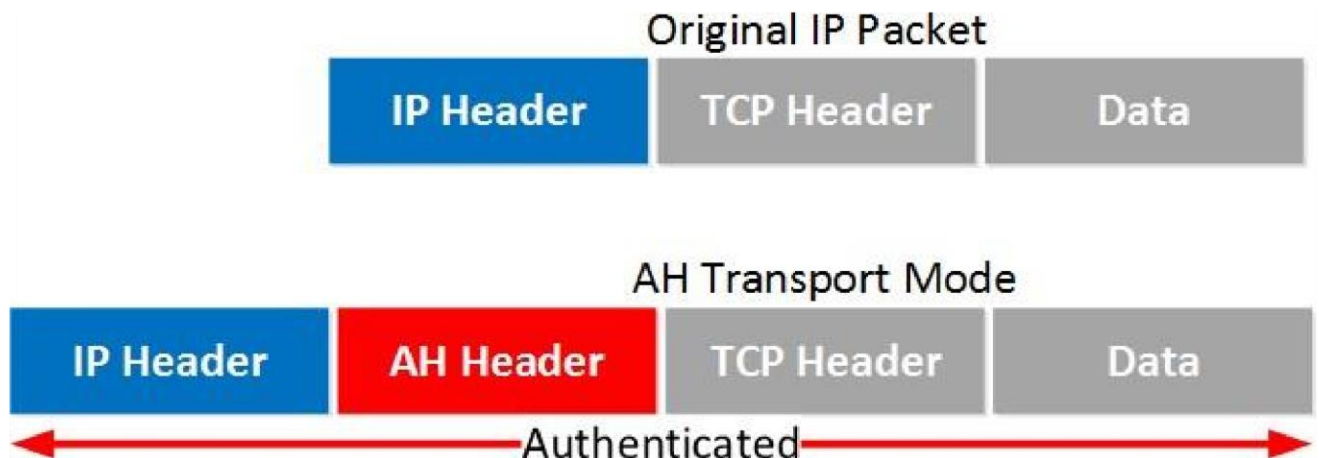 Original IP Packet
IP Header TCP Header Data
AH Transport Mode
IP Header AH Header TCP Header Data
Authenticated